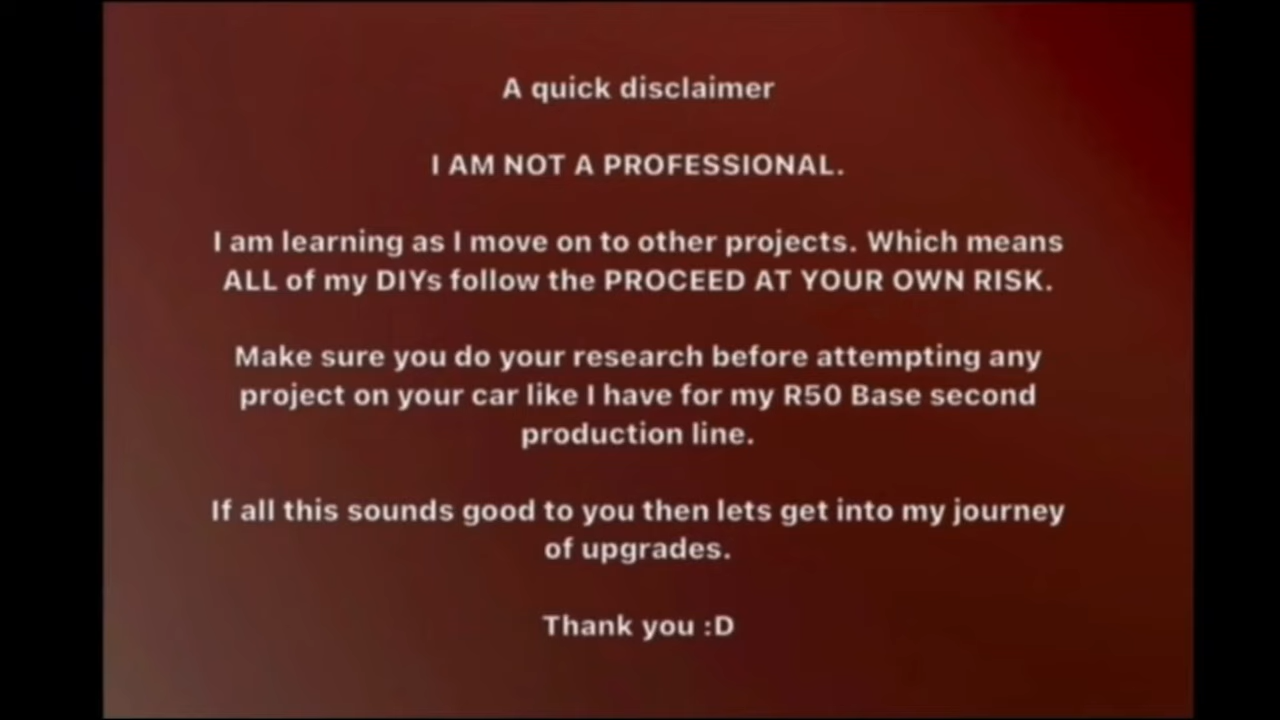 A quick disclaimer
I AM NOT A PROFESSIONAL.
I am learning as I move on to other projects. Which means
ALL of my DIYs follow the PROCEED AT YOUR OWN RISK.
Make sure you do your research before attempting any
project on your car like I have for my R50 Base second
production line.
If all this sounds good to you then lets get into my journey
of upgrades.
Thank you :D